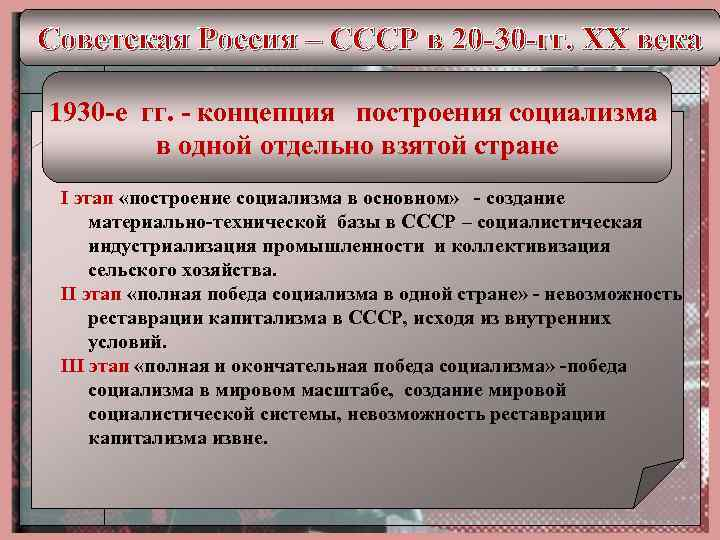 Советская Россия – СССР в 20 -30 -гг. XX века
1930 -е гг. - концепция построения социализма
в одной отдельно взятой стране
I этап «построение социализма в основном» - создание
материально-технической базы в СССР – социалистическая
индустриализация промышленности и коллективизация
сельского хозяйства.
II этап «полная победа социализма в одной стране» - невозможность
реставрации капитализма в СССР, исходя из внутренних
условий.
III этап «полная и окончательная победа социализма» -победа
социализма в мировом масштабе, создание мировой
социалистической системы, невозможность реставрации
капитализма извне.